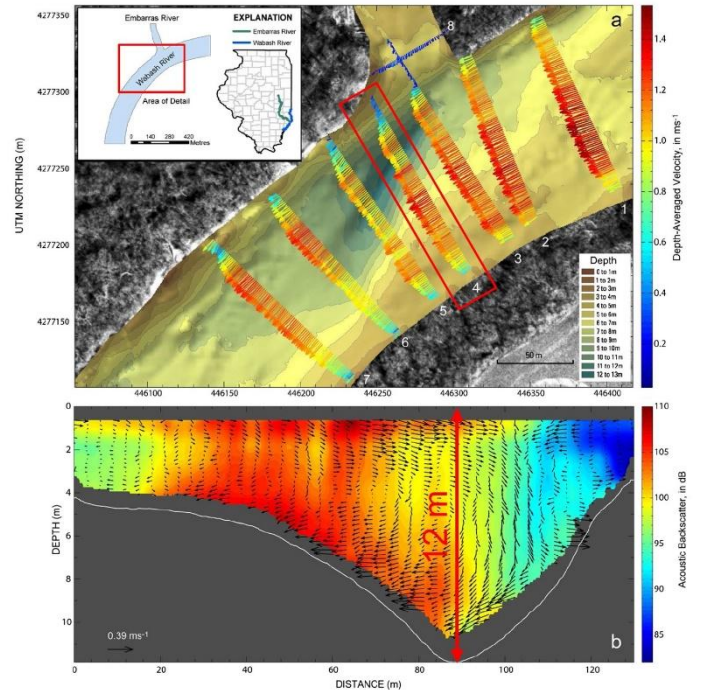 EXPLANATION
Embarras River
Wabash River
Embarras River
Wabash River
Area of Detail
Metres
0 140 280 420
a
8
1
2
3
4
5
6
7
UTM NORTHING (m)
4277350
4277300
4277250
4277200
4277150
446100
446150
446200
446250
446300
446350
446400
Depth
0 to 1m
1 to 2m
2 to 3m
3 to 4m
4 to 5m
5 to 6m
6 to 7m
7 to 8m
8 to 9m
9 to 10m
10 to 11m
11 to 12m
12 to 13m
50 m
1.4
1.2
1.0
0.8
0.6
0.4
0.2
Depth-Averaged Velocity, in ms⁻¹
DEPTH (m)
0
2
4
6
8
10
12 m
0.39 ms⁻¹
b
0
20
40
60
80
100
120
DISTANCE (m)
110
105
100
95
90
85
Acoustic Backscatter, in dB